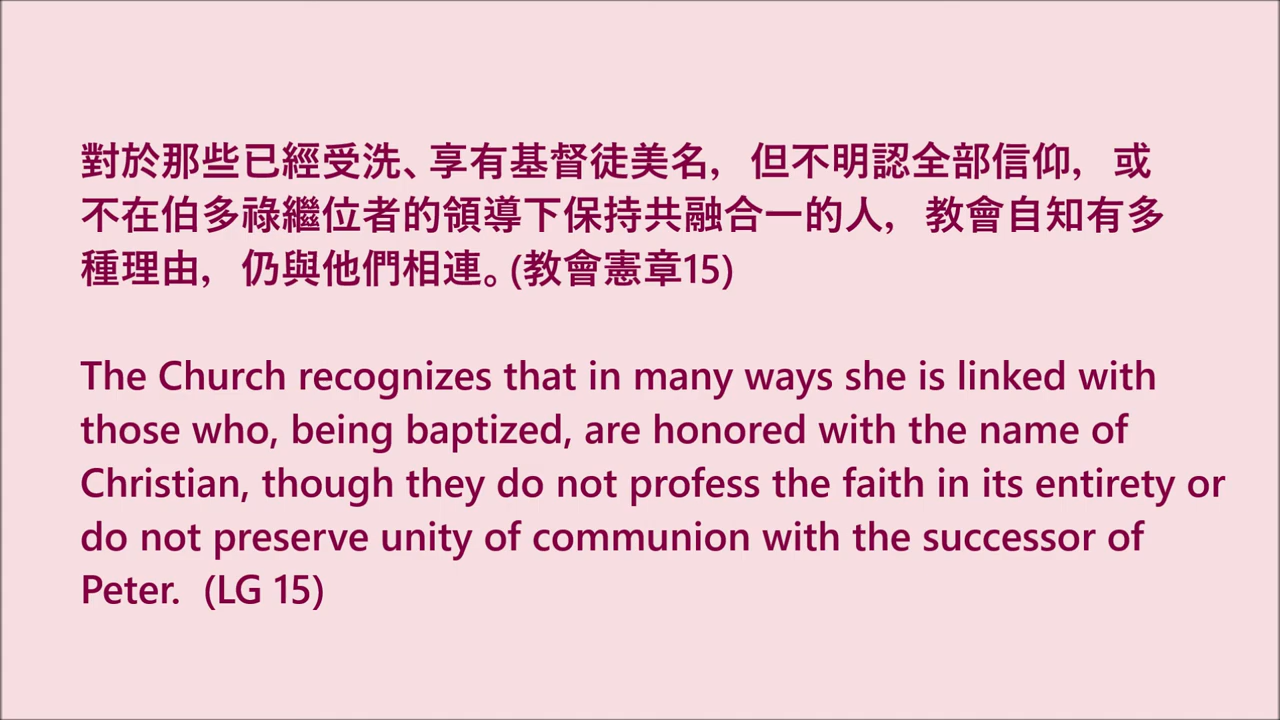 對於那些已經受洗、享有基督徒美名，但不明認全部信仰，或
不在伯多祿繼位者的領導下保持共融合一的人，教會自知有多
種理由，仍與他們相連。(教會憲章15)
The Church recognizes that in many ways she is linked with
those who, being baptized, are honored with the name of
Christian, though they do not profess the faith in its entirety or
do not preserve unity of communion with the successor of
Peter.  (LG 15)